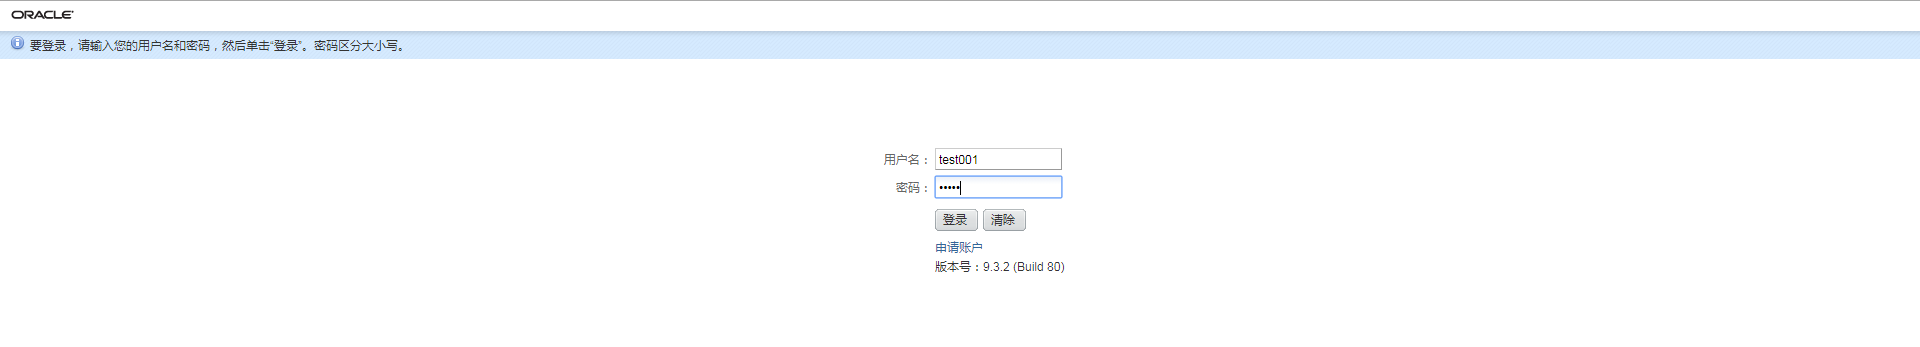 ORACLE
要登录，请输入您的用户名和密码，然后单击“登录”。密码区分大小写。
用户名： test001
密码： •••••
登录 清除
申请账户
版本号：9.3.2 (Build 80)